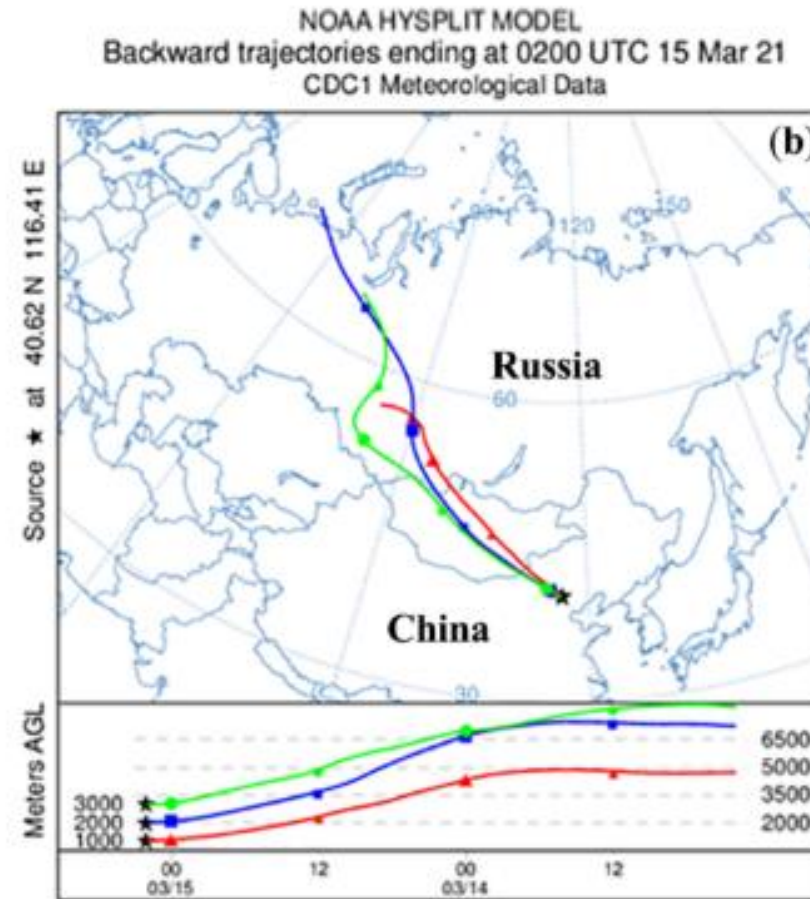 NOAA HYSPLIT MODEL
Backward trajectories ending at 0200 UTC 15 Mar 21
CDC1 Meteorological Data
Source ★ at 40.62 N 116.41 E
(b)
120
150
Russia
60
China
30
Meters AGL
6500
5000
3500
2000
3000
2000
1000
00 12 00 12
03/15 03/14